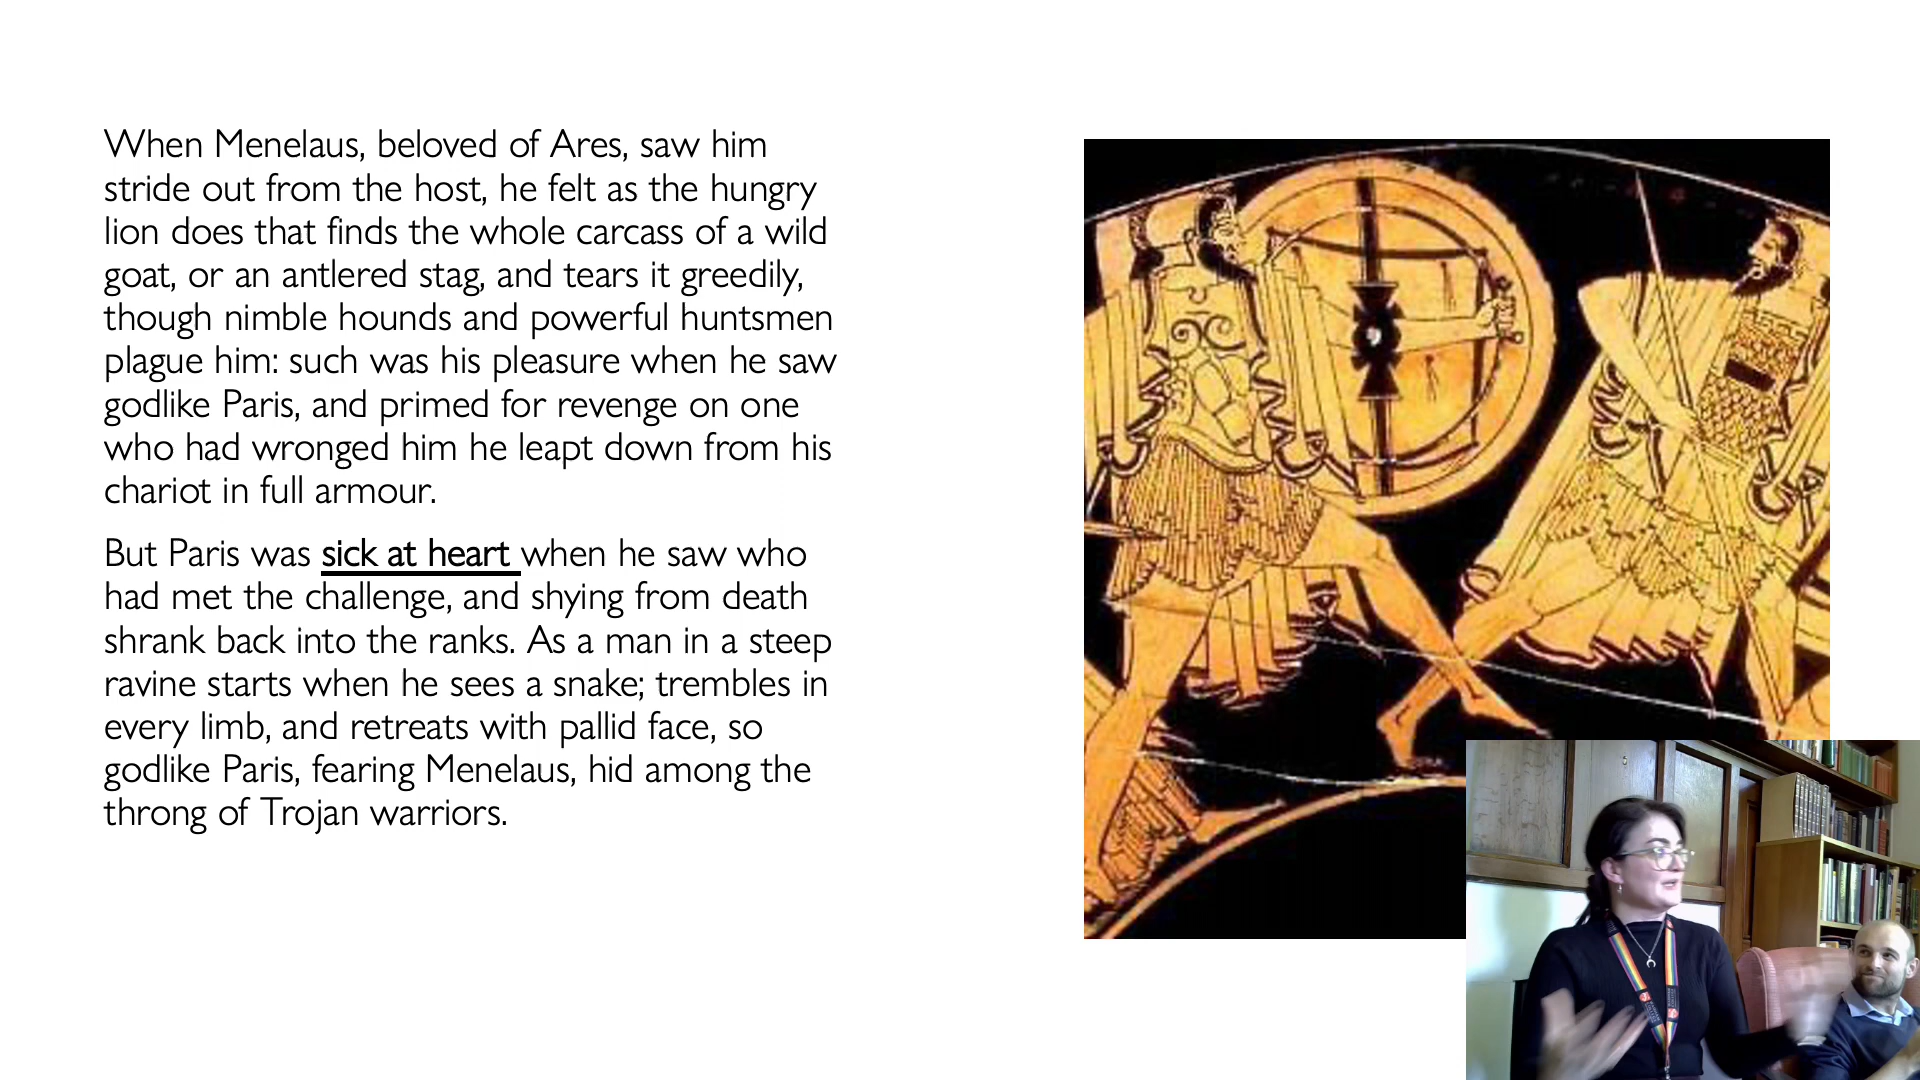 When Menelaus, beloved of Ares, saw him
stride out from the host, he felt as the hungry
lion does that finds the whole carcass of a wild
goat, or an antlered stag, and tears it greedily,
though nimble hounds and powerful huntsmen
plague him: such was his pleasure when he saw
godlike Paris, and primed for revenge on one
who had wronged him he leapt down from his
chariot in full armour.
But Paris was sick at heart when he saw who
had met the challenge, and shying from death
shrank back into the ranks. As a man in a steep
ravine starts when he sees a snake; trembles in
every limb, and retreats with pallid face, so
godlike Paris, fearing Menelaus, hid among the
throng of Trojan warriors.